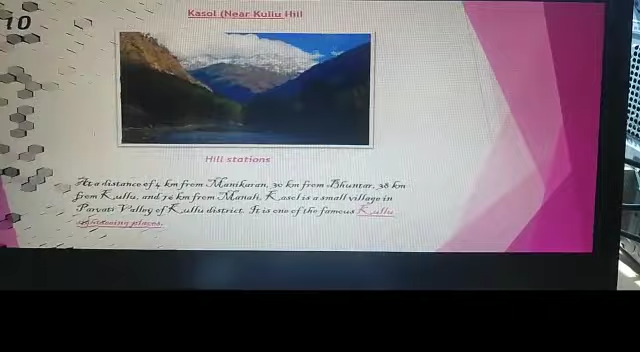 10
Kasol (Near Kullu Hill
Hill stations
At a distance of 4 km from Manikaran, 30 km from Bhuntar, 38 km
from Kullu, and 76 km from Manali, Kasol is a small village in
Parvati Valley of Kullu district. It is one of the famous Kullu
sightseeing places.